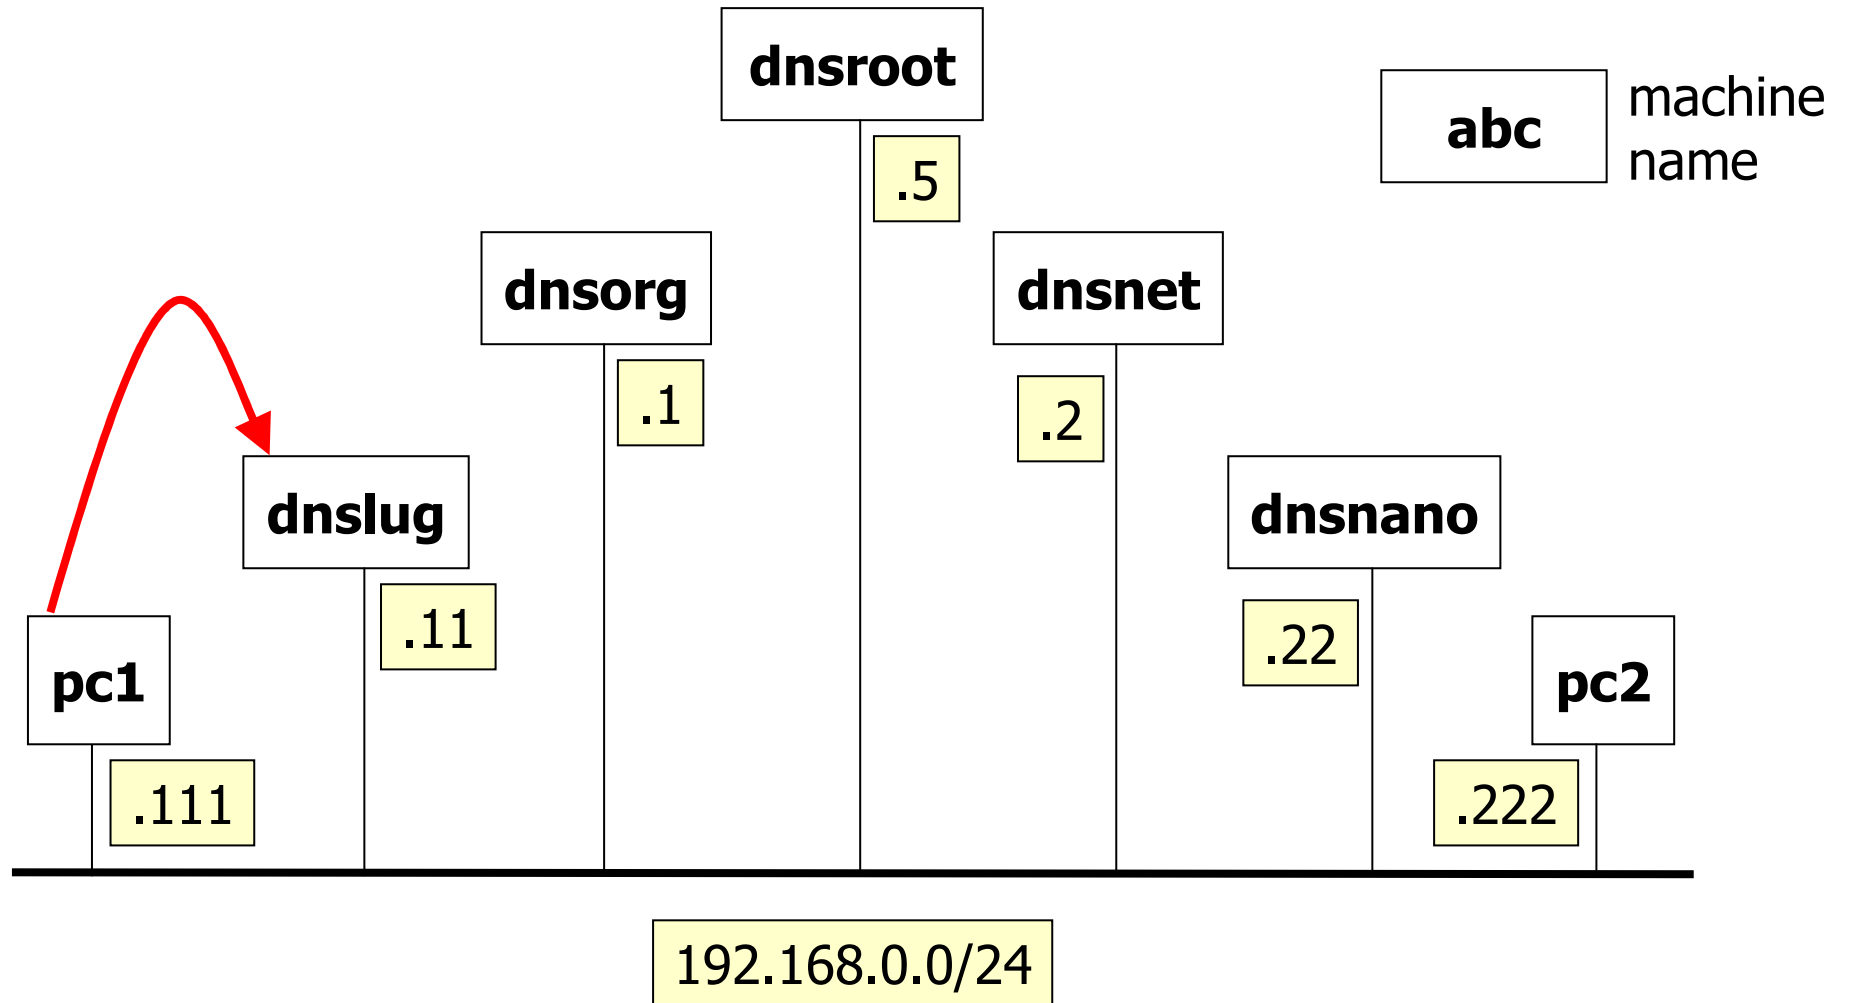 dnsroot
machine
abc
name
.5
dnsorg
dnsnet
.1
.2
dnslug
dnsnano
.11
.22
pc1
pc2
.111
.222
192.168.0.0/24